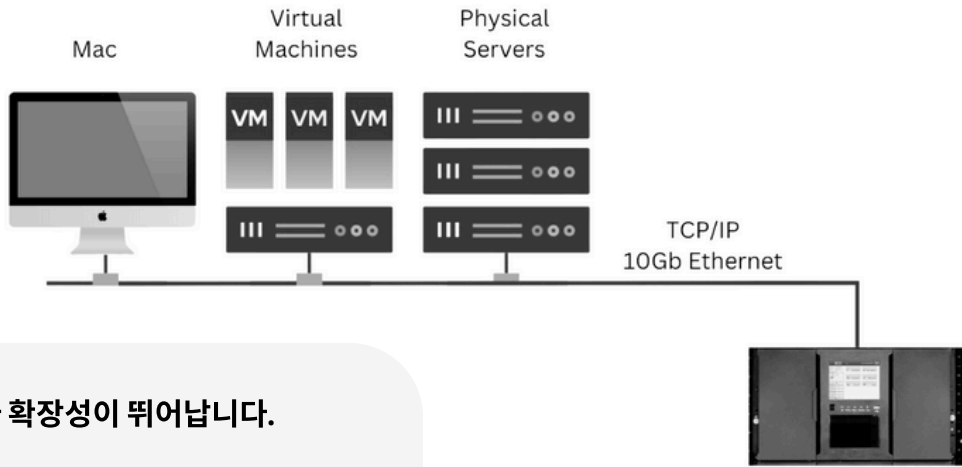 Mac
Virtual
Machines
Physical
Servers
VM VM VM
TCP/IP
10Gb Ethernet
확장성이 뛰어납니다.